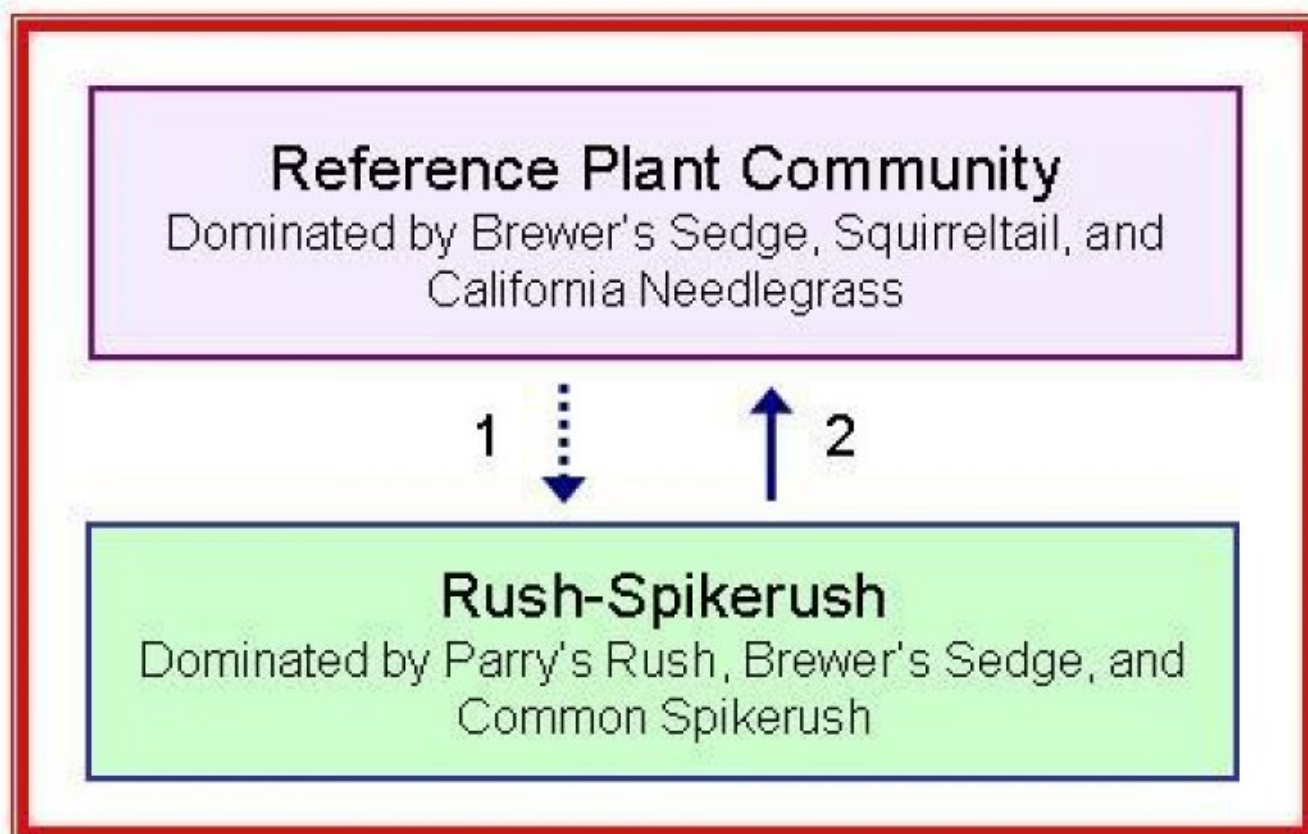 Reference Plant Community
Dominated by Brewer's Sedge, Squirreltail, and
California Needlegrass
1
2
Rush-Spikerush
Dominated by Parry's Rush, Brewer's Sedge, and
Common Spikerush